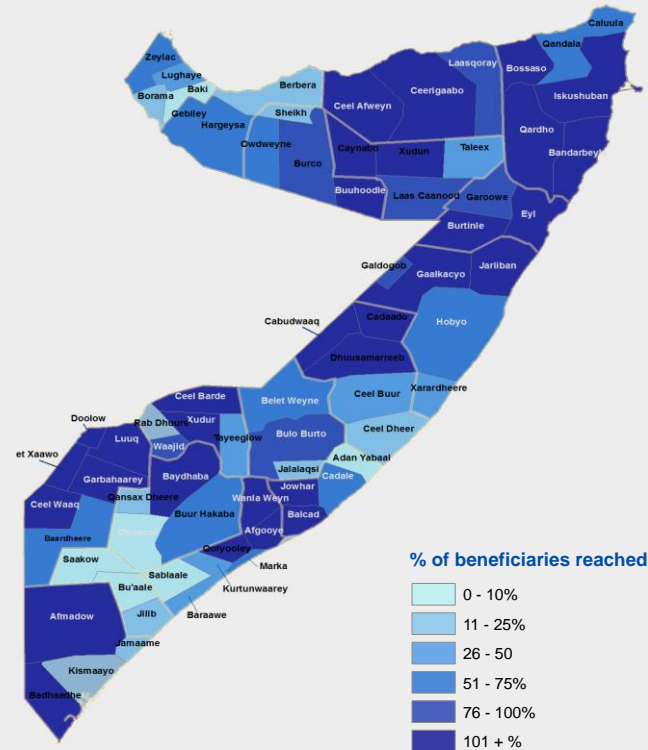 Caluula
Qandala
Zeylac
Laasqoray
Bossaso
Lughaye
Berbera
Ceerigaabo
Borama
Baki
Iskushuban
Ceel Afweyn
Gebiley
Sheikh
Hargeysa
Qardho
Owdweyne
Caynabo
Xudun
Taleex
Bandarbeyl
Burco
Buuhoodle
Laas Caanood
Garoowe
Eyl
Burtinle
Galdogob
Jariiban
Gaalkacyo
Cadaado
Cabudwaaq
Hobyo
Dhuusamarreeb
Xarardheere
Ceel Barde
Belet Weyne
Ceel Buur
Doolow
Rab Dhuure
Xudur
Ceel Dheer
Luuq
Tayeeglow
Bulo Burto
Waajid
et Xaawo
Adan Yabaal
Garbahaarey
Baydhaba
Jalalaqsi
Cadale
Qansax Dheere
Jowhar
Ceel Waaq
Wanla Weyn
Buur Hakaba
Balcad
Baardheere
Afgooye
Qoryooley
Marka
Saakow
Sablaale
Kurtunwaarey
Bu'aale
Baraawe
Afmadow
Jilib
Jamaame
Kismaayo
Badhaadhe
% of beneficiaries reached
0 - 10%
11 - 25%
26 - 50
51 - 75%
76 - 100%
101 + %